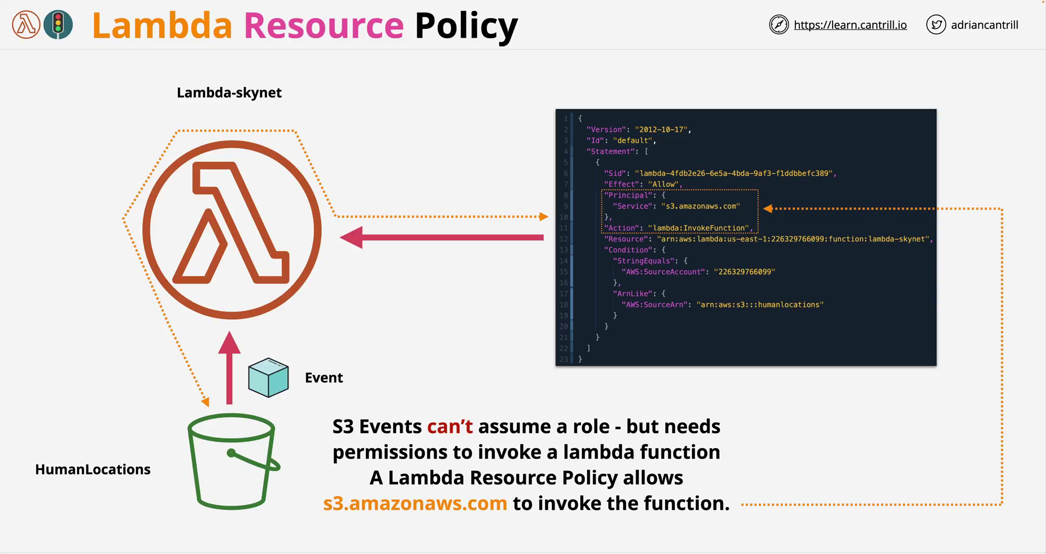 Lambda Resource Policy
https://learn.cantrill.io
adriancantrill
Lambda-skynet
1 {
2 "Version": "2012-10-17",
3 "Id": "default",
4 "Statement": [
5 {
6 "Sid": "lambda-4fdb2e26-6e5a-4bda-9af3-f1ddbbefc389",
7 "Effect": "Allow",
8 "Principal": {
9 "Service": "s3.amazonaws.com"
10 },
11 "Action": "lambda:InvokeFunction",
12 "Resource": "arn:aws:lambda:us-east-1:226329766099:function:lambda-skynet",
13 "Condition": {
14 "StringEquals": {
15 "AWS:SourceAccount": "226329766099"
16 },
17 "ArnLike": {
18 "AWS:SourceArn": "arn:aws:s3:::humanlocations"
19 }
20 }
21 }
22 ]
23 }
Event
HumanLocations
S3 Events can't assume a role - but needs
permissions to invoke a lambda function
A Lambda Resource Policy allows
s3.amazonaws.com to invoke the function.